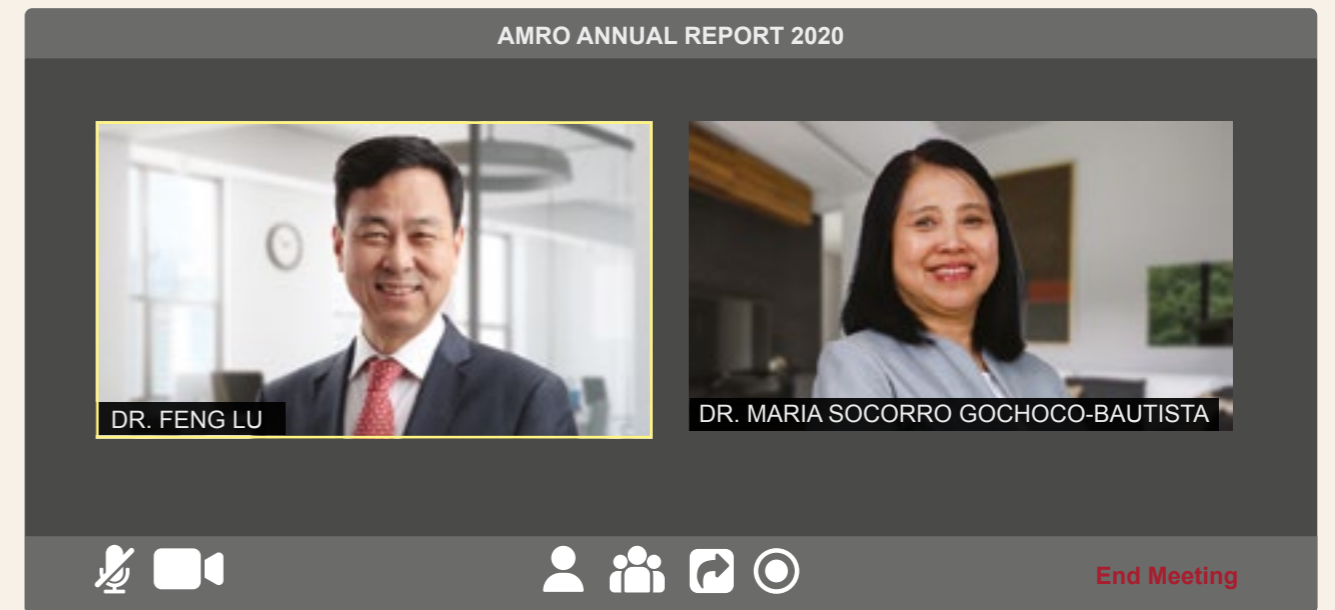 AMRO ANNUAL REPORT 2020
DR. FENG LU
DR. MARIA SOCORRO GOCHOCO-BAUTISTA
End Meeting